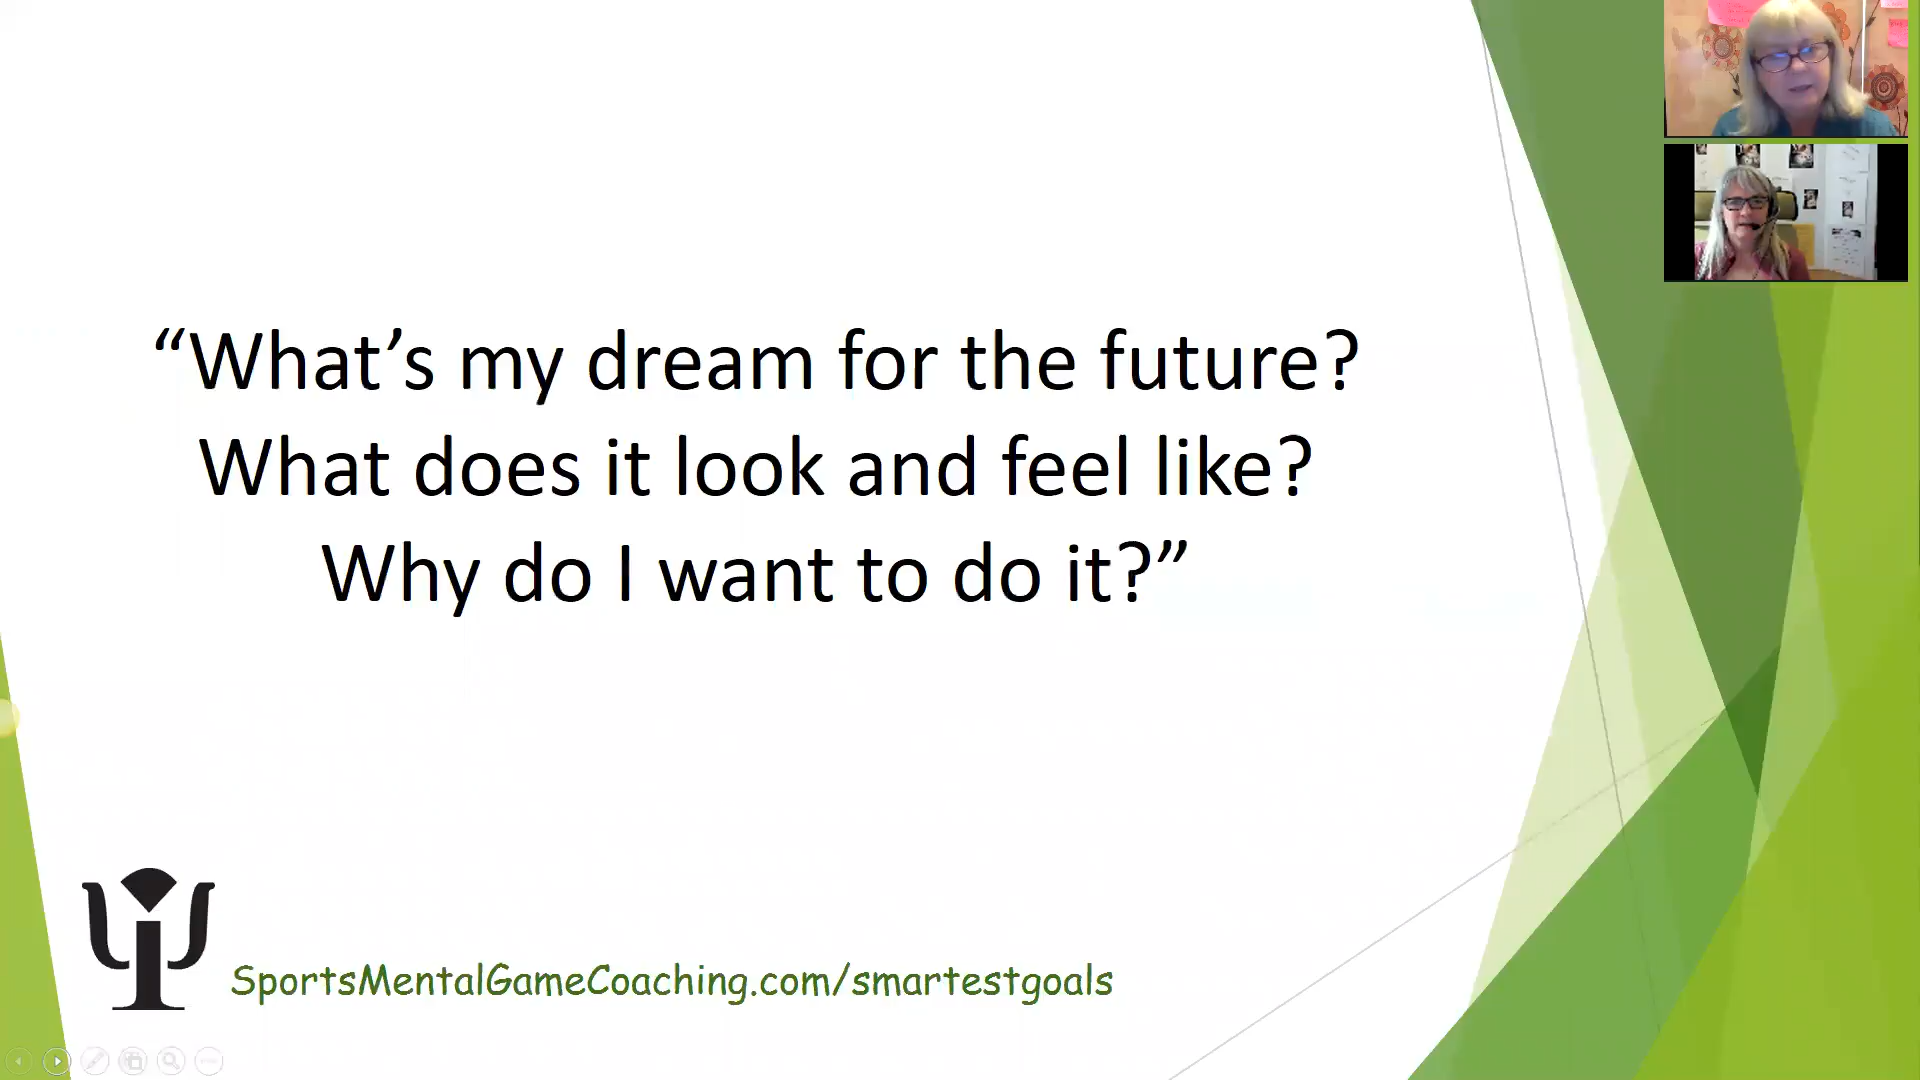 “What’s my dream for the future?
What does it look and feel like?
Why do I want to do it?”
SportsMentalGameCoaching.com/smartestgoals